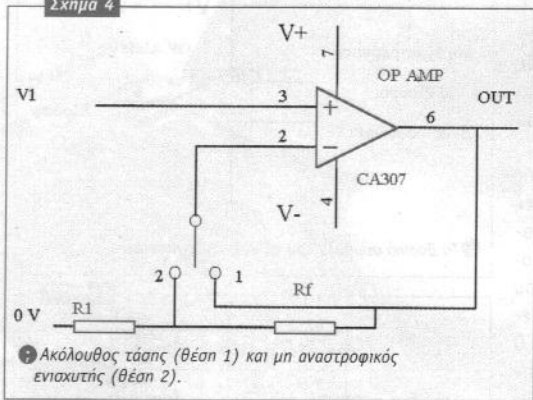 Σχήμα 4
V+
7
OP AMP
V1
3
+
6
OUT
2
−
CA307
V-
4
2
1
Rf
R1
0 V
Ακόλουθος τάσης (θέση 1) και μη αναστροφικός
ενισχυτής (θέση 2).